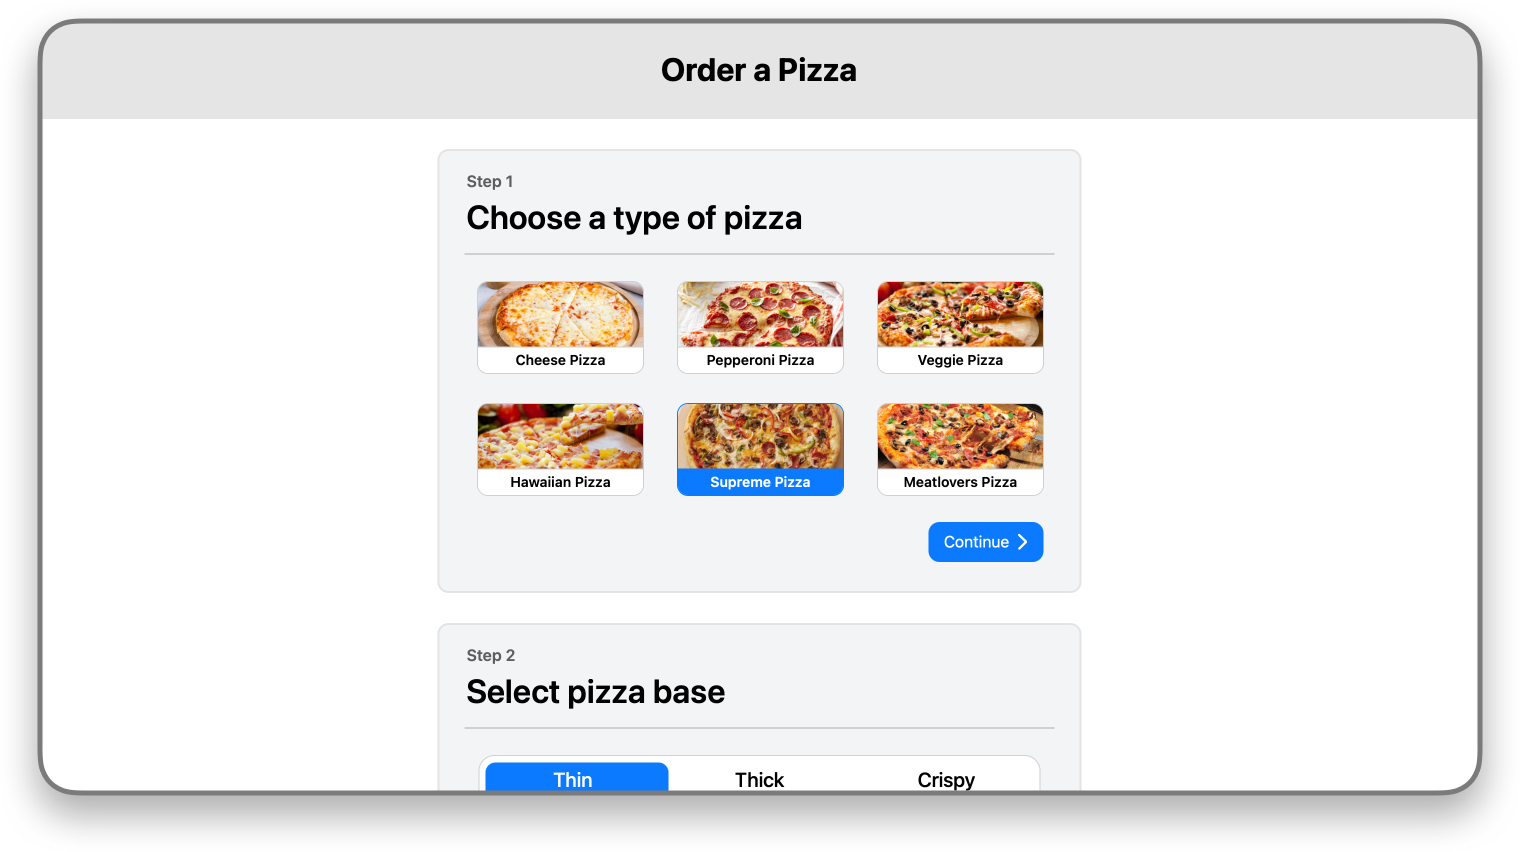 Order a Pizza
Step 1
Choose a type of pizza
Cheese Pizza
Pepperoni Pizza
Veggie Pizza
Hawaiian Pizza
Supreme Pizza
Meatlovers Pizza
Continue
Step 2
Select pizza base
Thin
Thick
Crispy